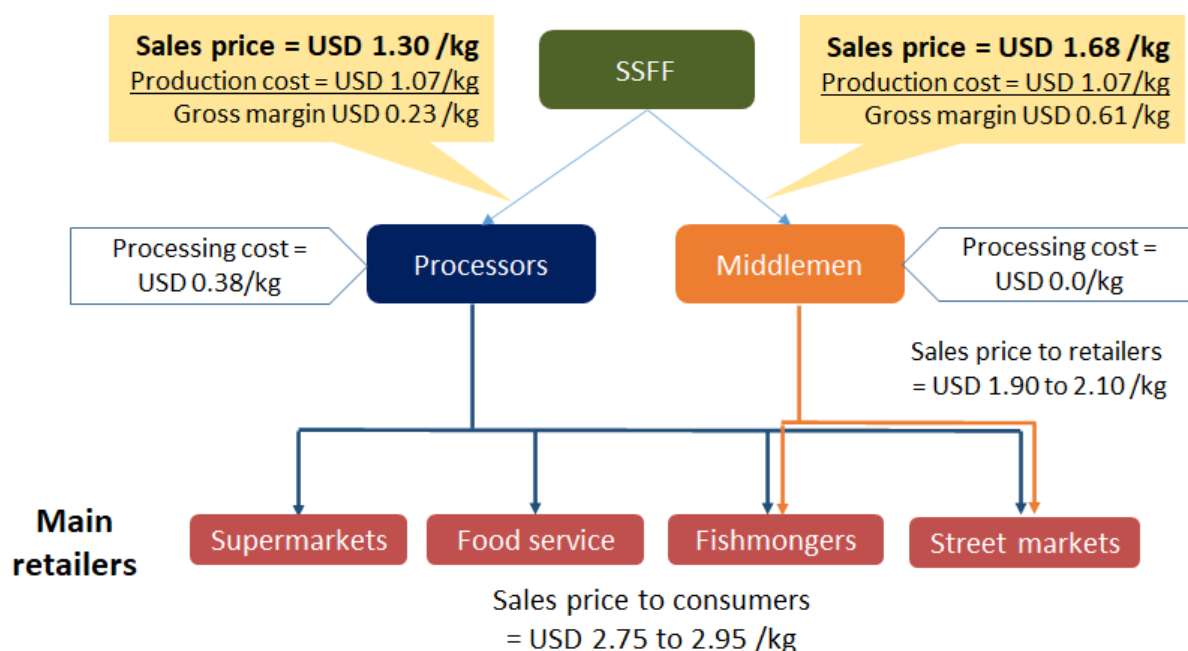 Sales price = USD 1.30 /kg
Production cost = USD 1.07/kg
Gross margin USD 0.23 /kg
SSFF
Sales price = USD 1.68 /kg
Production cost = USD 1.07/kg
Gross margin USD 0.61 /kg
Processing cost =
USD 0.38/kg
Processors
Middlemen
Processing cost =
USD 0.0/kg
Sales price to retailers
= USD 1.90 to 2.10 /kg
Main
retailers
Supermarkets
Food service
Fishmongers
Street markets
Sales price to consumers
= USD 2.75 to 2.95 /kg